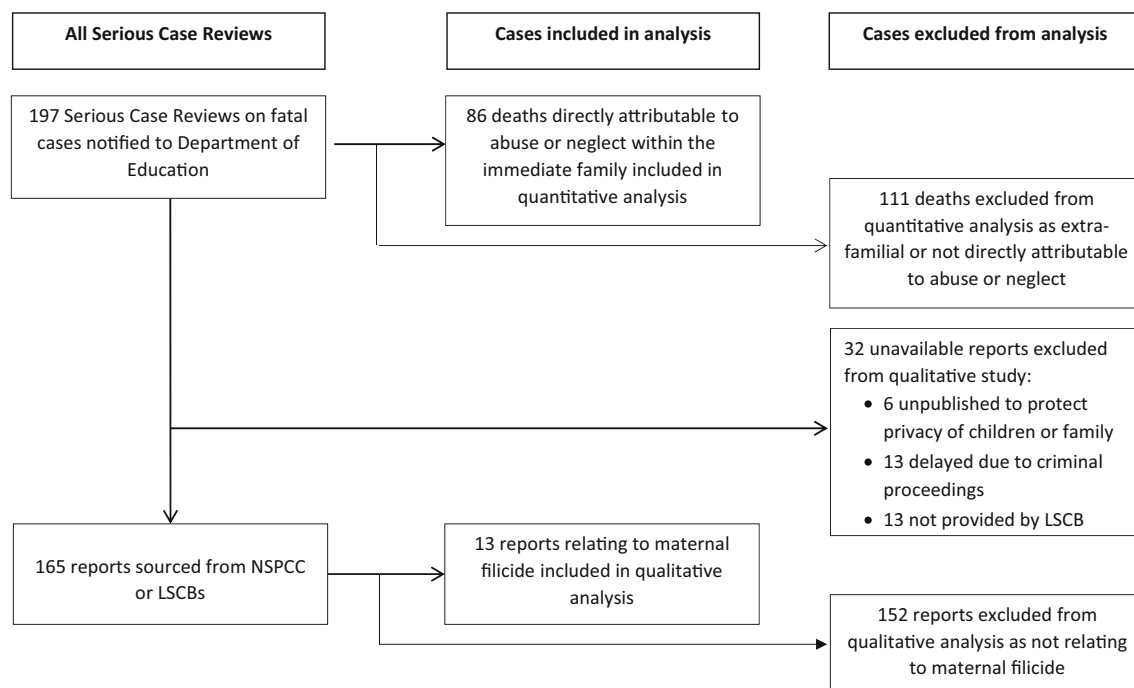 All Serious Case Reviews
Cases included in analysis
Cases excluded from analysis
197 Serious Case Reviews on fatal
cases notified to Department of
Education
86 deaths directly attributable to
abuse or neglect within the
immediate family included in
quantitative analysis
111 deaths excluded from
quantitative analysis as extra-
familial or not directly attributable
to abuse or neglect
32 unavailable reports excluded
from qualitative study:
• 6 unpublished to protect
privacy of children or family
• 13 delayed due to criminal
proceedings
• 13 not provided by LSCB
165 reports sourced from NSPCC
or LSCBs
13 reports relating to maternal
filicide included in qualitative
analysis
152 reports excluded from
qualitative analysis as not relating
to maternal filicide